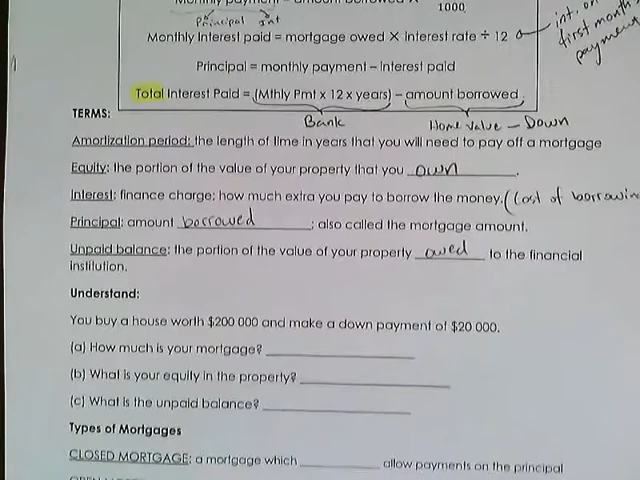 Monthly payment = amount borrowed X
1000
Principal Int
Monthly Interest paid = mortgage owed X interest rate ÷ 12
int. on
first month's
payment
Principal = monthly payment – interest paid
Total Interest Paid = (Mthly Pmt x 12 x years) – amount borrowed
Bank Home Value – Down
TERMS:
Amortization period: the length of time in years that you will need to pay off a mortgage
Equity: the portion of the value of your property that you own.
Interest: finance charge; how much extra you pay to borrow the money. (Cost of borrowin
Principal: amount borrowed; also called the mortgage amount.
Unpaid balance: the portion of the value of your property owed to the financial
institution.
Understand:
You buy a house worth $200 000 and make a down payment of $20 000.
(a) How much is your mortgage?
(b) What is your equity in the property?
(c) What is the unpaid balance?
Types of Mortgages
CLOSED MORTGAGE: a mortgage which ________ allow payments on the principal